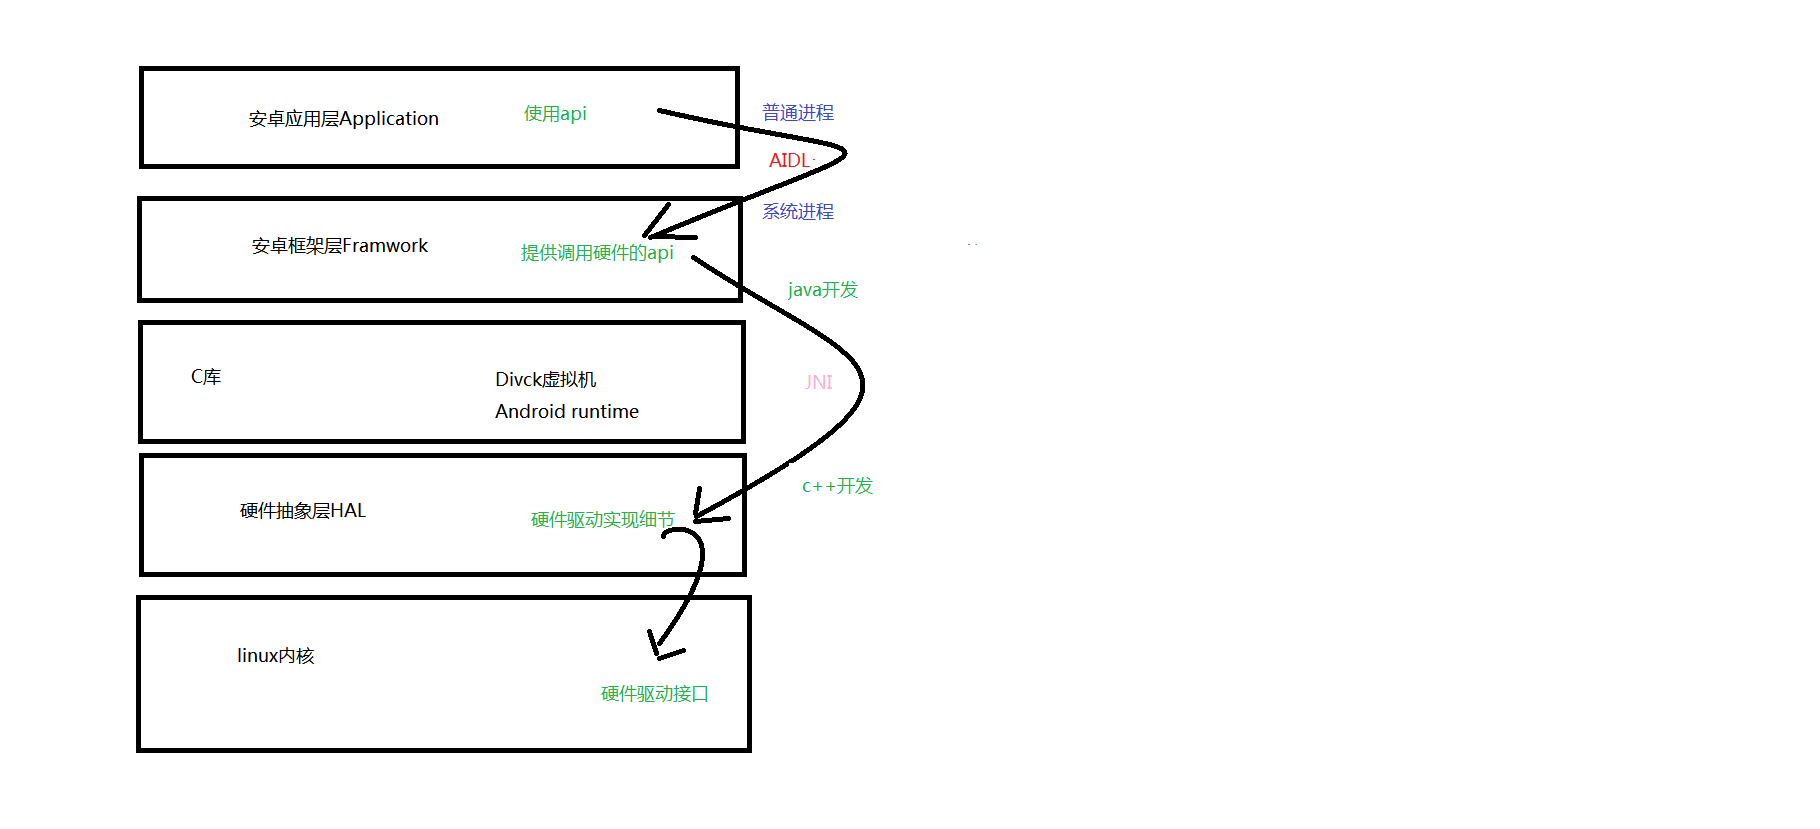 安卓应用层Application
使用api
普通进程
AIDL
系统进程
安卓框架层Framwork
提供调用硬件的api
java开发
C库
Divck虚拟机
Android runtime
JNI
c++开发
硬件抽象层HAL
硬件驱动实现细节
linux内核
硬件驱动接口